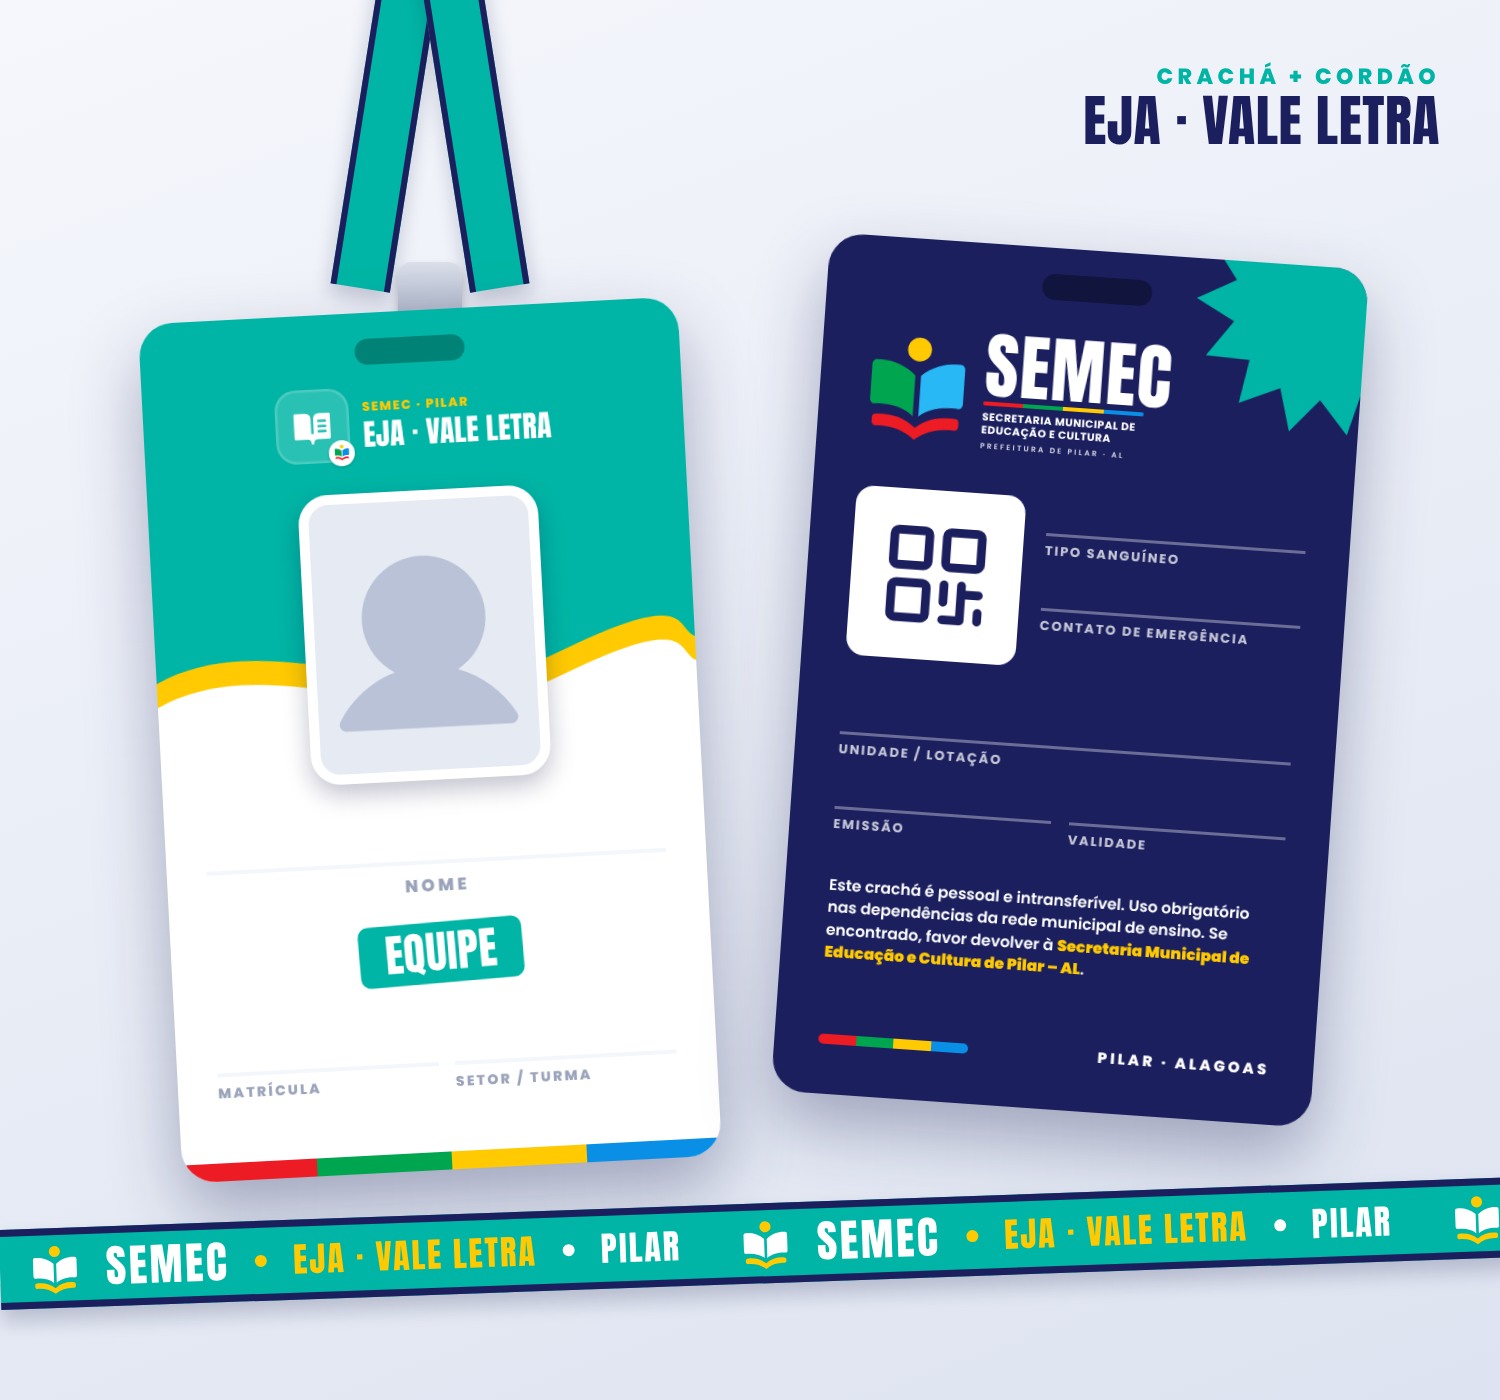 CRACHÁ + CORDÃO
EJA · VALE LETRA
SEMEC · PILAR
EJA · VALE LETRA
NOME
EQUIPE
MATRÍCULA
SETOR / TURMA
SEMEC
SECRETARIA MUNICIPAL DE
EDUCAÇÃO E CULTURA
PREFEITURA DE PILAR · AL
TIPO SANGUÍNEO
CONTATO DE EMERGÊNCIA
UNIDADE / LOTAÇÃO
EMISSÃO
VALIDADE
Este crachá é pessoal e intransferível. Uso obrigatório
nas dependências da rede municipal de ensino. Se
encontrado, favor devolver à Secretaria Municipal de
Educação e Cultura de Pilar – AL.
PILAR · ALAGOAS
SEMEC • EJA · VALE LETRA • PILAR SEMEC • EJA · VALE LETRA • PILAR